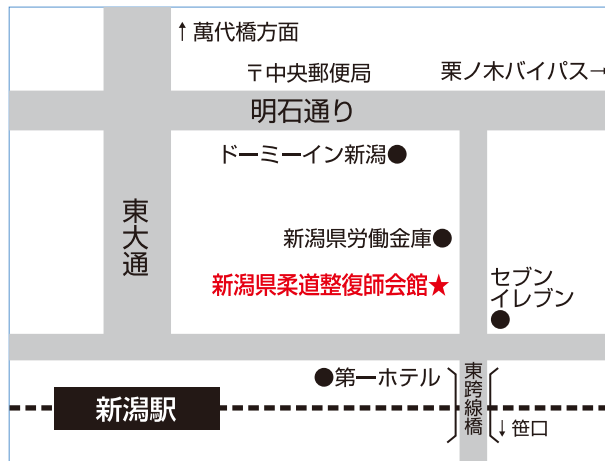 ↑萬代橋方面
〒中央郵便局
栗ノ木バイパス→
明石通り
ドーミーイン新潟●
東大通
新潟県労働金庫●
新潟県柔道整復師会館★
セブン
イレブン
●
●第一ホテル
東跨線橋
新潟駅
↓笹口